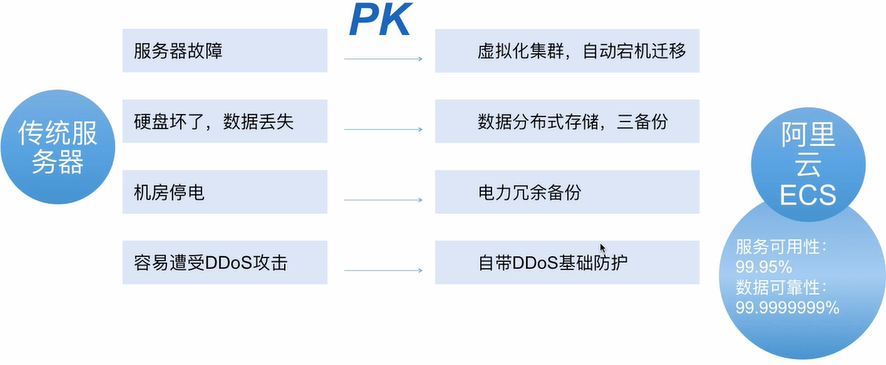 PK
传统服
务器
服务器故障
虚拟化集群，自动宕机迁移
硬盘坏了，数据丢失
数据分布式存储，三备份
机房停电
电力冗余备份
容易遭受DDoS攻击
自带DDoS基础防护
阿里
云
ECS
服务可用性：
99.95%
数据可靠性：
99.9999999%